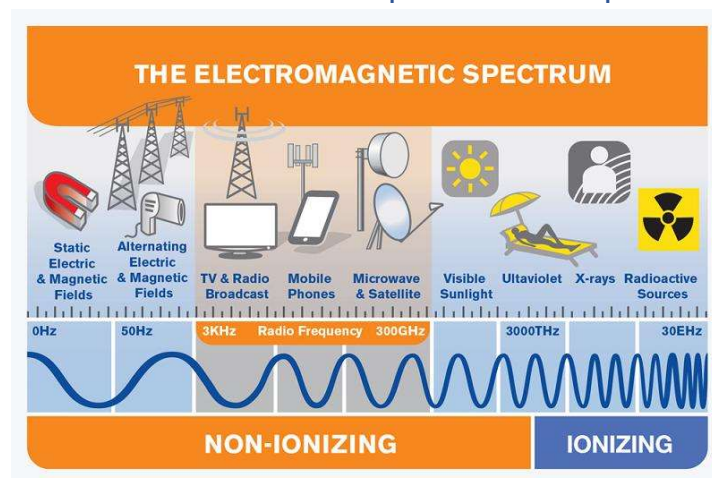 THE ELECTROMAGNETIC SPECTRUM
Static
Electric
& Magnetic
Fields
Alternating
Electric
& Magnetic
Fields
TV & Radio
Broadcast
Mobile
Phones
Microwave
& Satellite
Visible
Sunlight
Ultaviolet
X-rays
Radioactive
Sources
0Hz
50Hz
3KHz
Radio Frequency
300GHz
3000THz
30EHz
NON-IONIZING
IONIZING